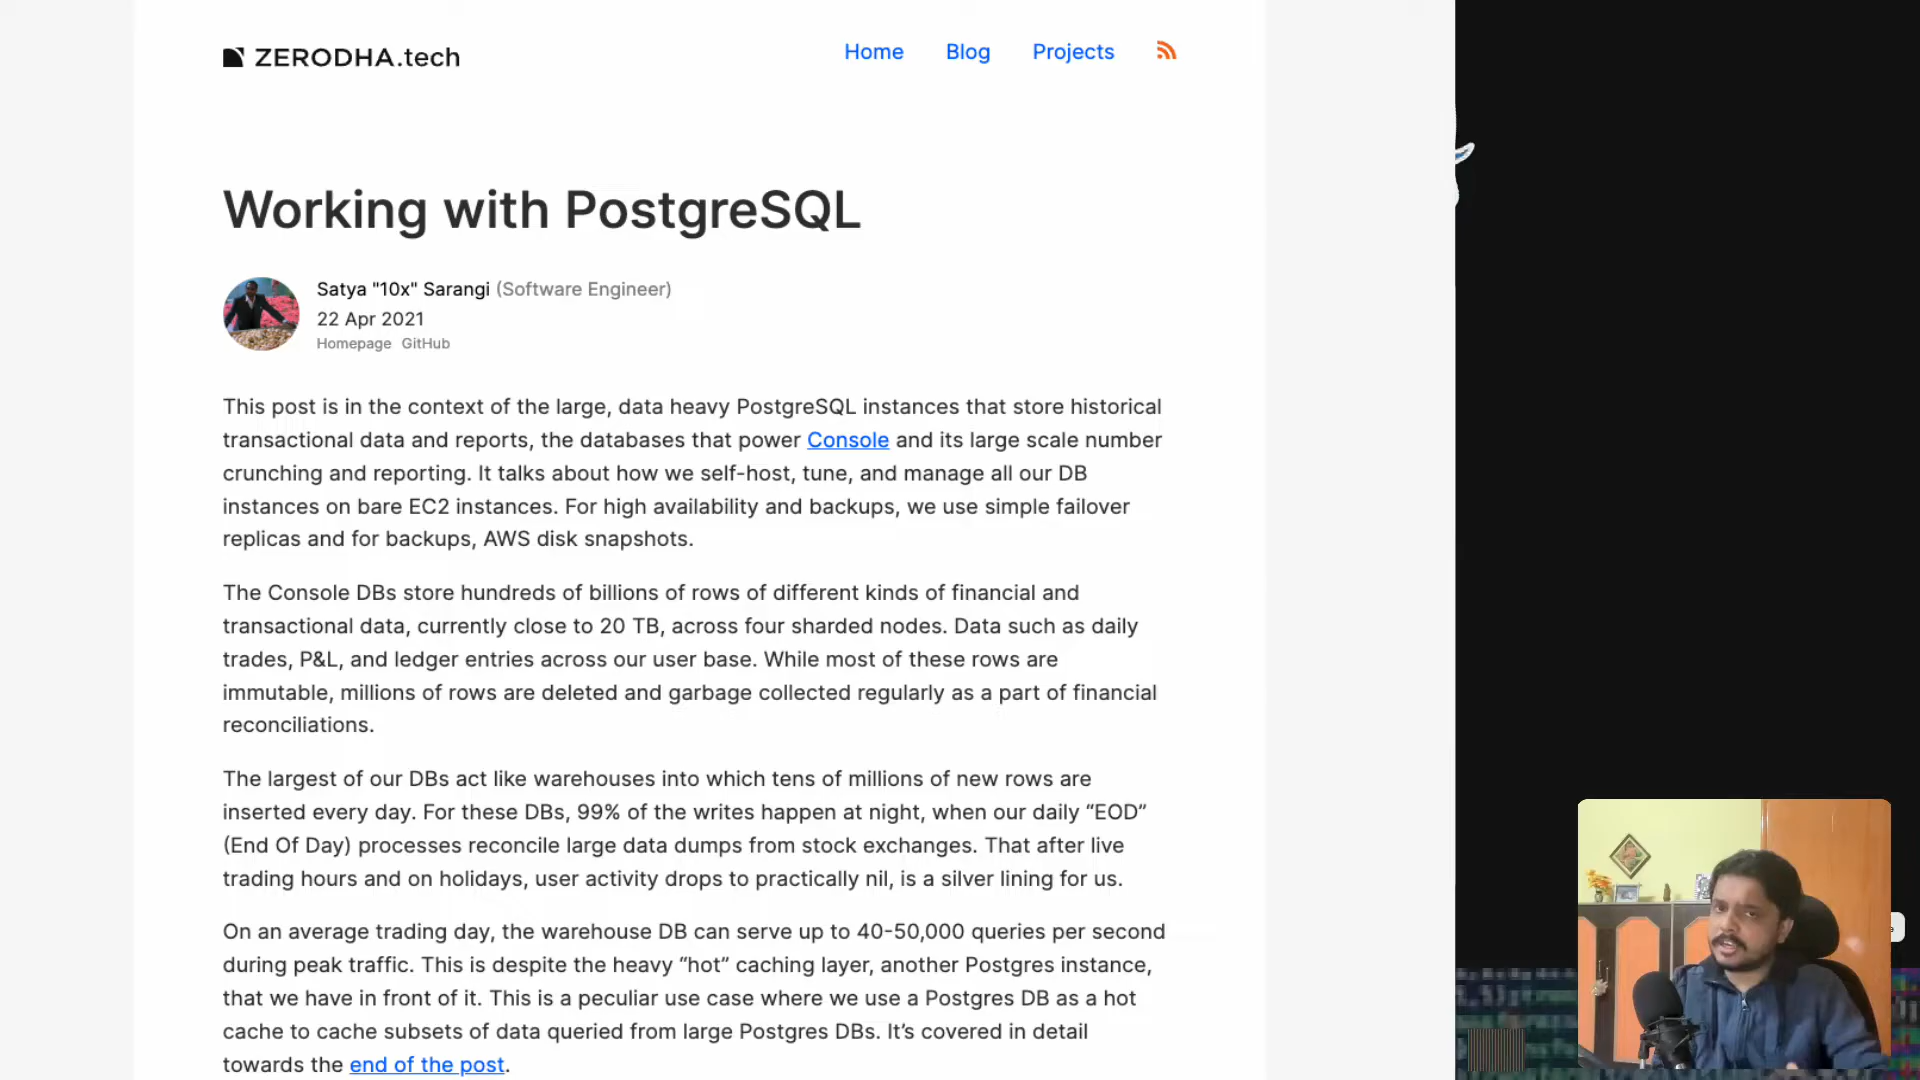 ZERODHA.tech
Home Blog Projects
Working with PostgreSQL
Satya "10x" Sarangi (Software Engineer)
22 Apr 2021
Homepage GitHub
This post is in the context of the large, data heavy PostgreSQL instances that store historical
transactional data and reports, the databases that power Console and its large scale number
crunching and reporting. It talks about how we self-host, tune, and manage all our DB
instances on bare EC2 instances. For high availability and backups, we use simple failover
replicas and for backups, AWS disk snapshots.
The Console DBs store hundreds of billions of rows of different kinds of financial and
transactional data, currently close to 20 TB, across four sharded nodes. Data such as daily
trades, P&L, and ledger entries across our user base. While most of these rows are
immutable, millions of rows are deleted and garbage collected regularly as a part of financial
reconciliations.
The largest of our DBs act like warehouses into which tens of millions of new rows are
inserted every day. For these DBs, 99% of the writes happen at night, when our daily “EOD”
(End Of Day) processes reconcile large data dumps from stock exchanges. That after live
trading hours and on holidays, user activity drops to practically nil, is a silver lining for us.
On an average trading day, the warehouse DB can serve up to 40-50,000 queries per second
during peak traffic. This is despite the heavy “hot” caching layer, another Postgres instance,
that we have in front of it. This is a peculiar use case where we use a Postgres DB as a hot
cache to cache subsets of data queried from large Postgres DBs. It’s covered in detail
towards the end of the post.